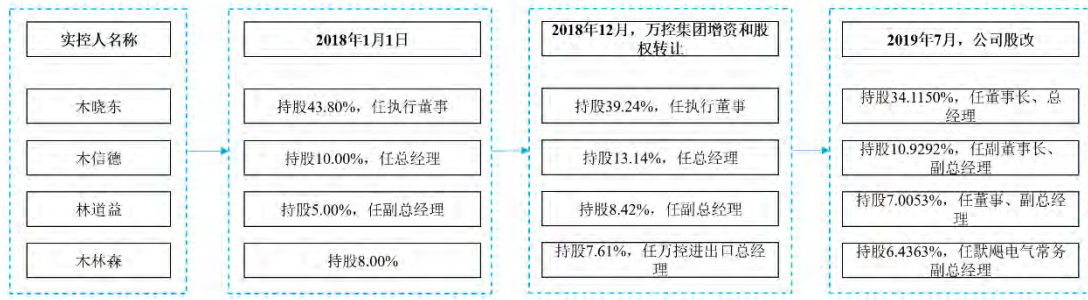 实控人名称
木晓东
木信德
林道益
木林森
2018年1月1日
持股43.80%，任执行董事
持股10.00%，任总经理
持股5.00%，任副总经理
持股8.00%
2018年12月，万控集团增资和股
权转让
持股39.24%，任执行董事
持股13.14%，任总经理
持股8.42%，任副总经理
持股7.61%，任万控进出口总经
理
2019年7月，公司股改
持股34.1150%，任董事长、总
经理
持股10.9292%，任副董事长、
副总经理
持股7.0053%，任董事、副总经
理
持股6.4363%，任默飓电气常务
副总经理